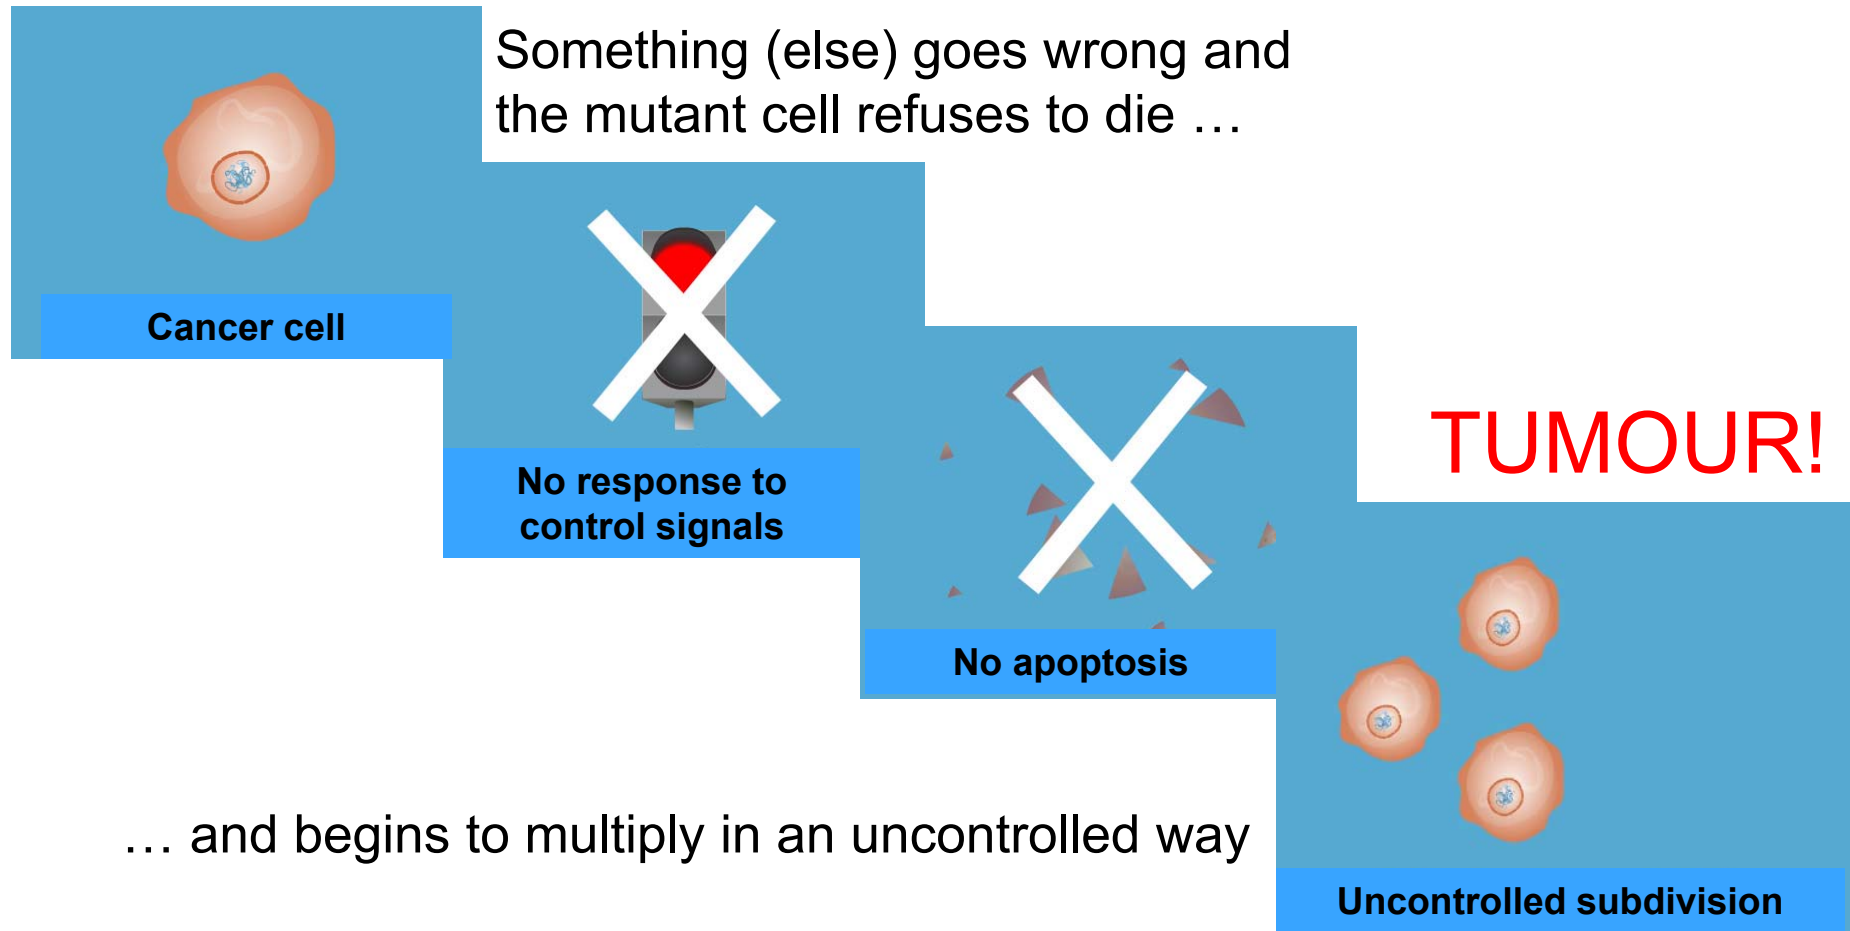 Something (else) goes wrong and
the mutant cell refuses to die …
Cancer cell
No response to
control signals
No apoptosis
TUMOUR!
… and begins to multiply in an uncontrolled way
Uncontrolled subdivision